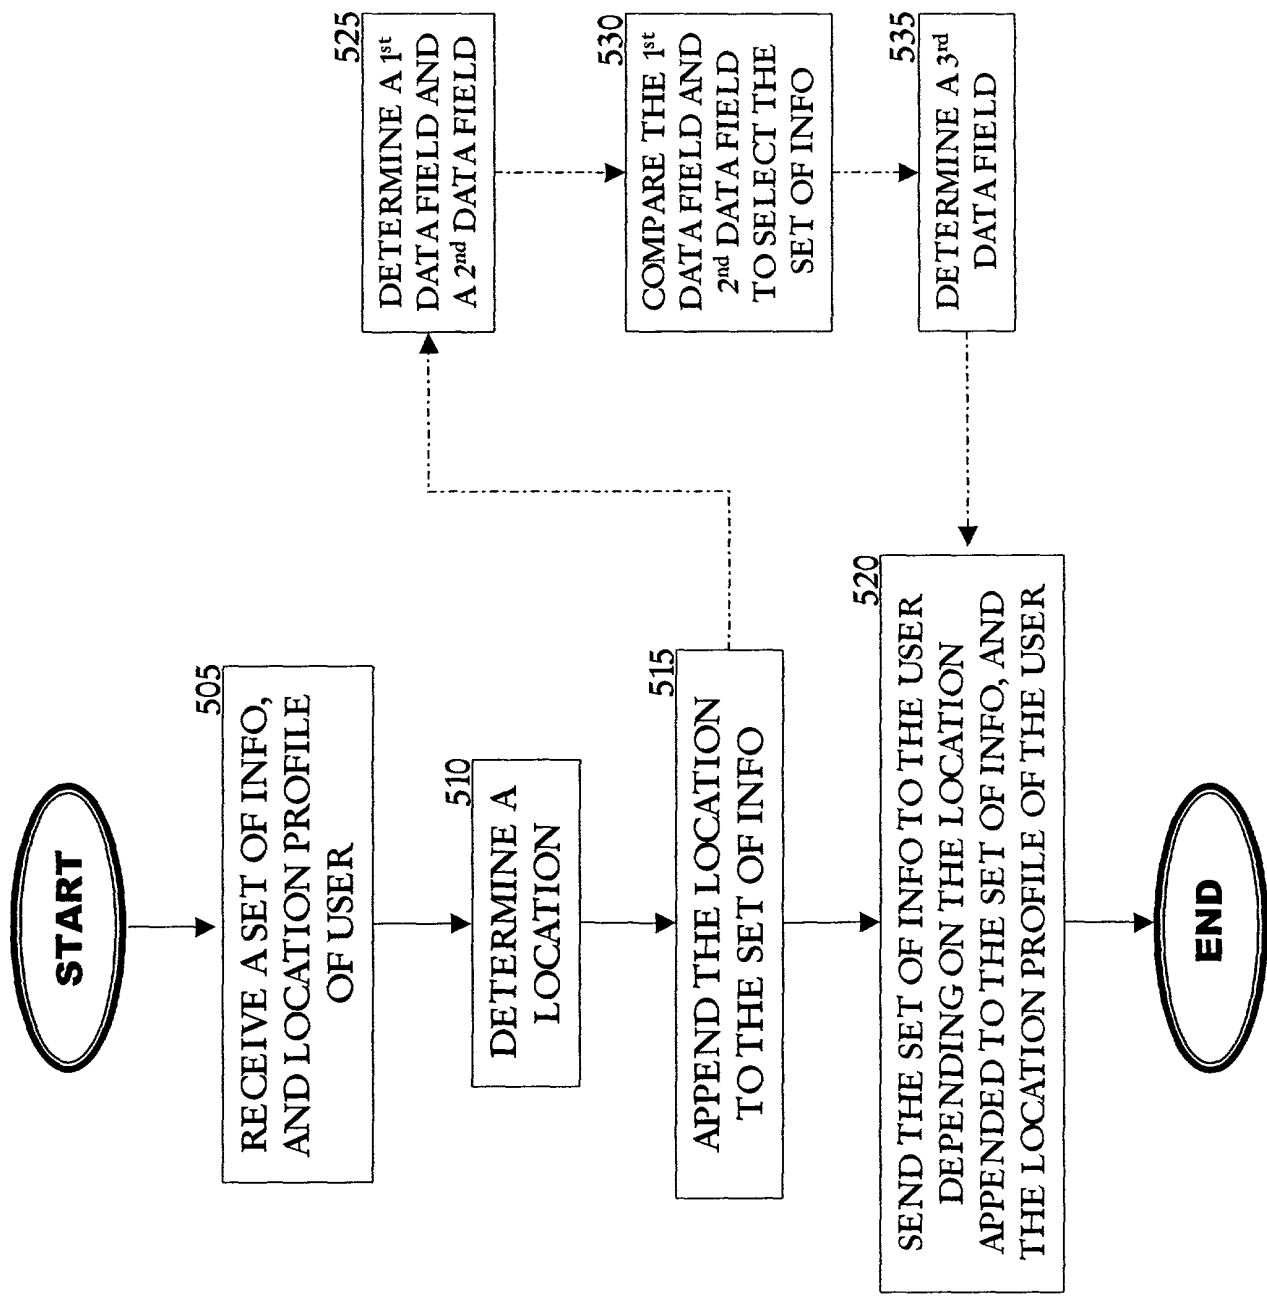 START
505
RECEIVE A SET OF INFO,
AND LOCATION PROFILE
OF USER
510
DETERMINE A
LOCATION
515
APPEND THE LOCATION
TO THE SET OF INFO
520
SEND THE SET OF INFO TO THE USER
DEPENDING ON THE LOCATION
APPENDED TO THE SET OF INFO, AND
THE LOCATION PROFILE OF THE USER
END
525
DETERMINE A 1st
DATA FIELD AND
A 2nd DATA FIELD
530
COMPARE THE 1st
DATA FIELD AND
2nd DATA FIELD
TO SELECT THE
SET OF INFO
535
DETERMINE A 3rd
DATA FIELD